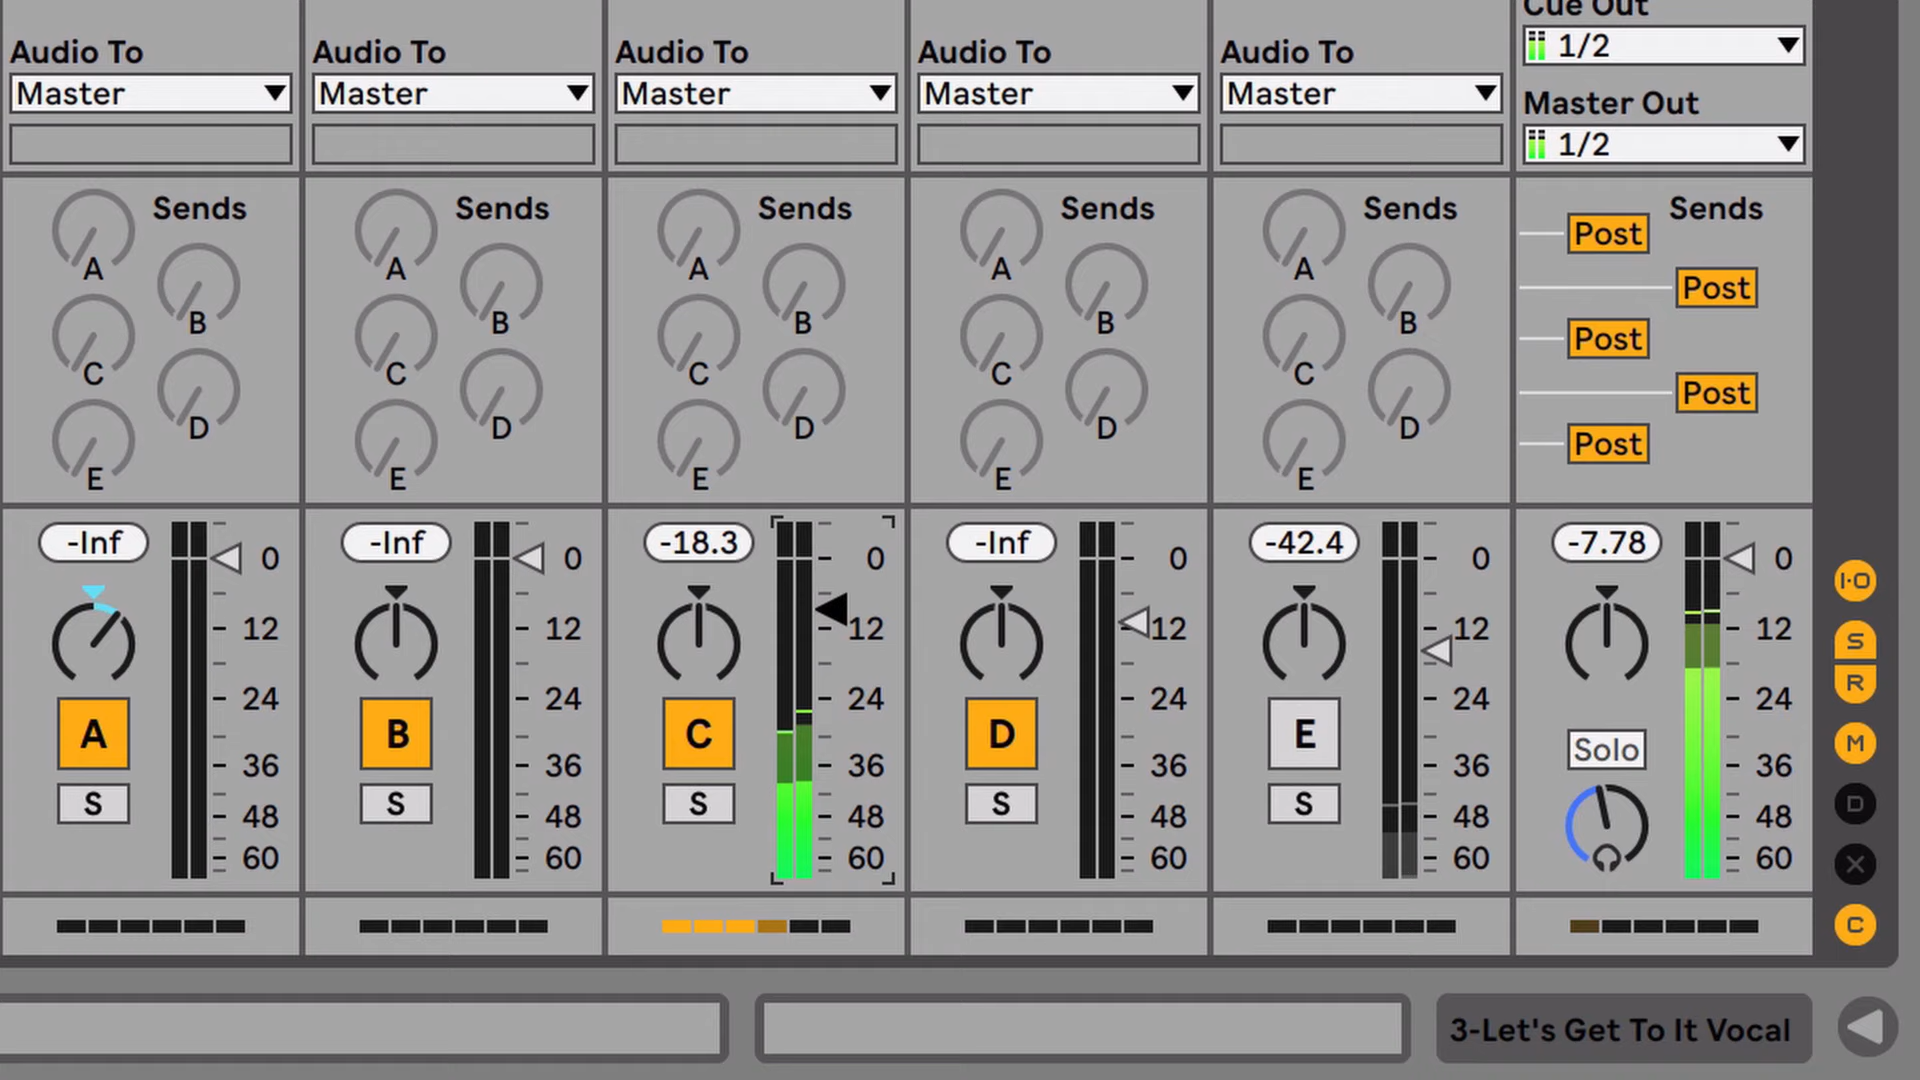 Cue Out
Audio To Audio To Audio To Audio To Audio To 1/2
Master Master Master Master Master Master Out
1/2
Sends Sends Sends Sends Sends Sends
A A A A A Post
B B B B B Post
C C C C C Post
D D D D D Post
E E E E E Post
-Inf -Inf -18.3 -Inf -42.4 -7.78
0 0 0 0 0 0 I·O
12 12 12 12 12 12 S
24 24 24 24 24 24 R
A B C D E Solo M
36 36 36 36 36 36
S S S S S D
48 48 48 48 48 48
60 60 60 60 60 60 X
C
3-Let's Get To It Vocal